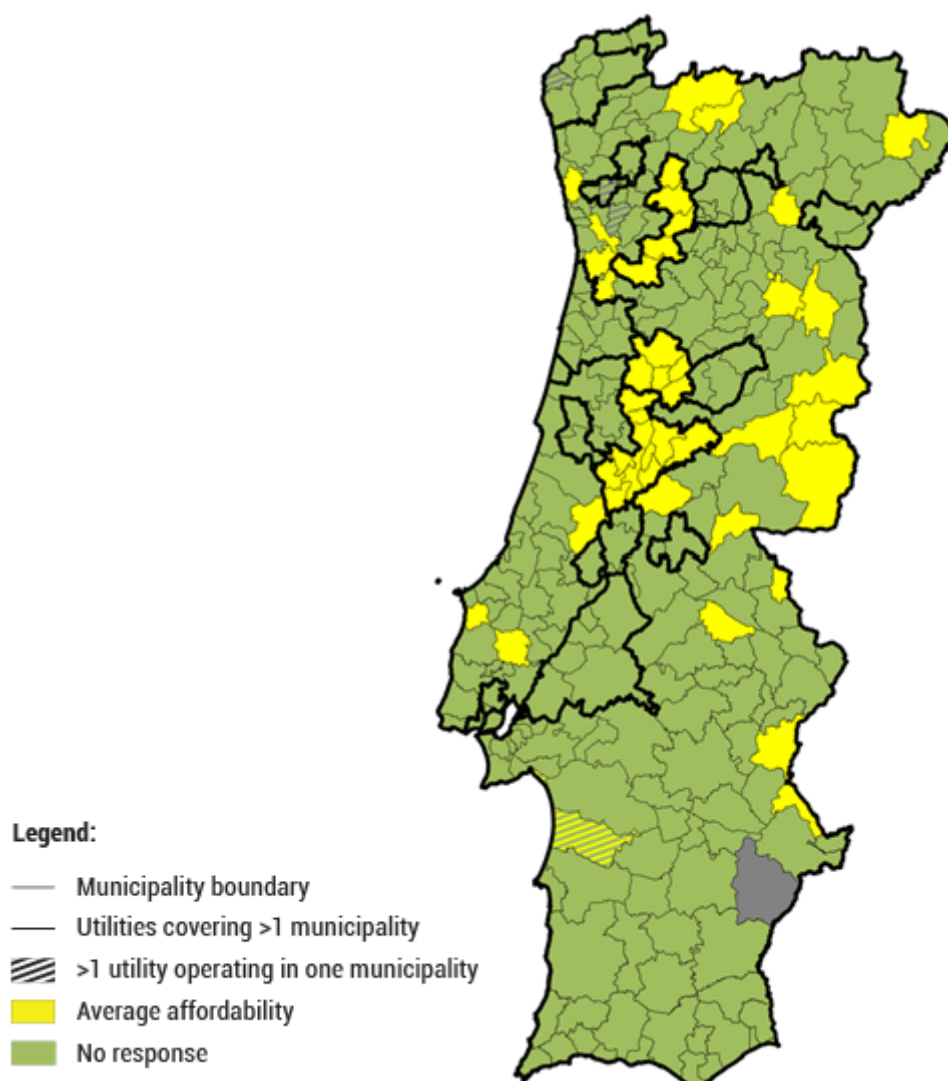 Legend:
Municipality boundary
Utilities covering >1 municipality
>1 utility operating in one municipality
Average affordability
No response